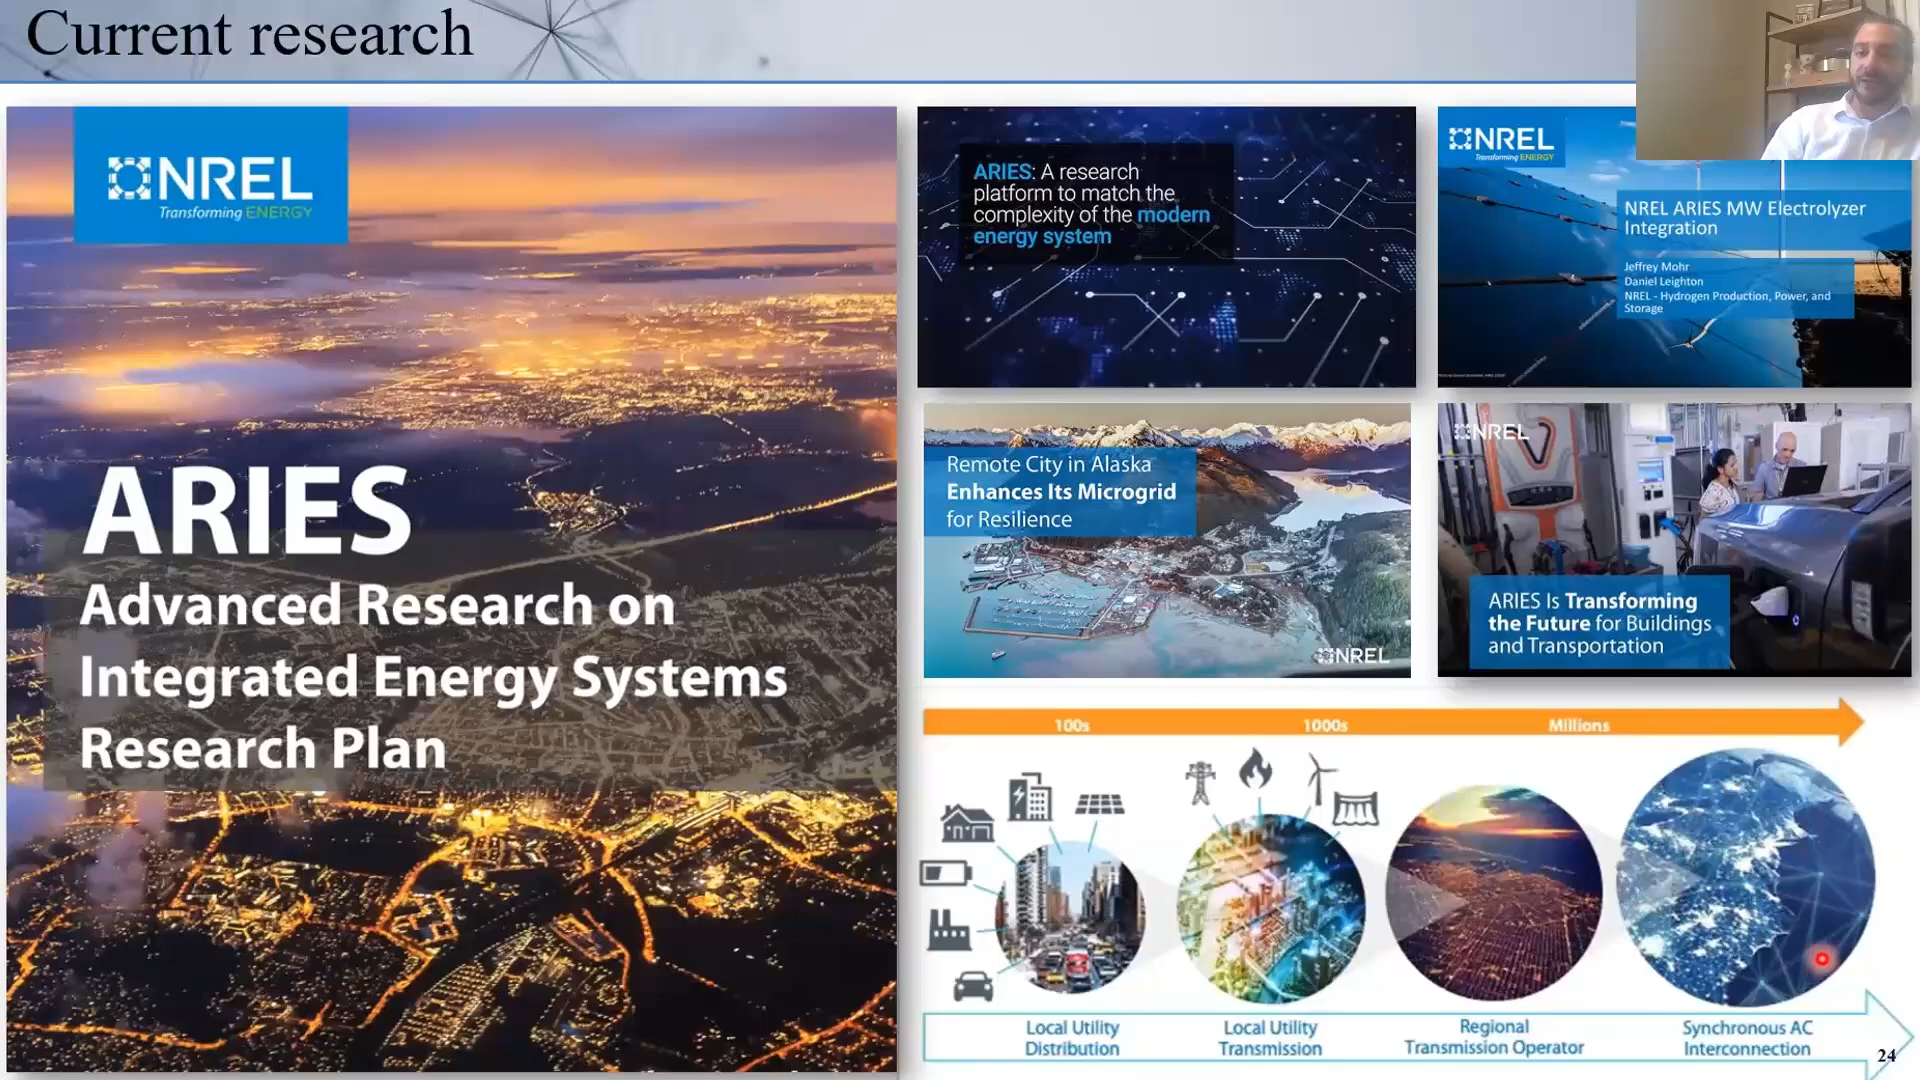 Current research
NREL
Transforming ENERGY
ARIES
Advanced Research on
Integrated Energy Systems
Research Plan
ARIES: A research
platform to match the
complexity of the modern
energy system
NREL
Transforming ENERGY
NREL ARIES MW Electrolyzer
Integration
Jeffrey Mohr
Daniel Leighton
NREL - Hydrogen Production, Power, and
Storage
Remote City in Alaska
Enhances Its Microgrid
for Resilience
NREL
NREL
ARIES Is Transforming
the Future for Buildings
and Transportation
100s
1000s
Millions
Local Utility
Distribution
Local Utility
Transmission
Regional
Transmission Operator
Synchronous AC
Interconnection
24